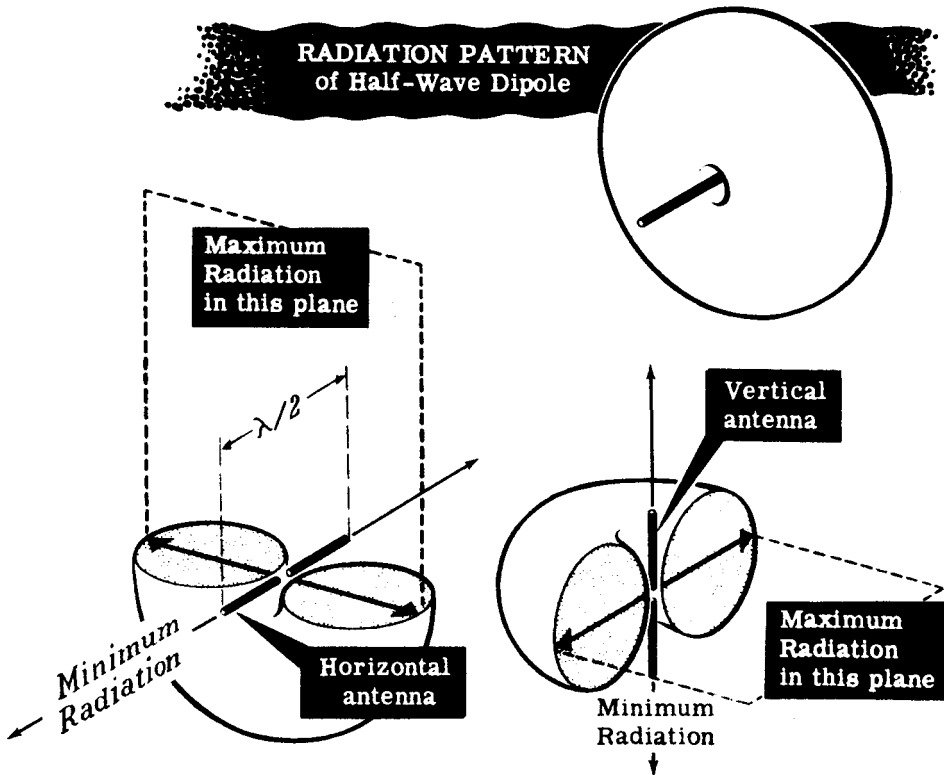 RADIATION PATTERN
of Half-Wave Dipole
Maximum
Radiation
in this plane
λ/2
Vertical
antenna
Minimum
Radiation
Horizontal
antenna
Maximum
Radiation
in this plane
Minimum
Radiation